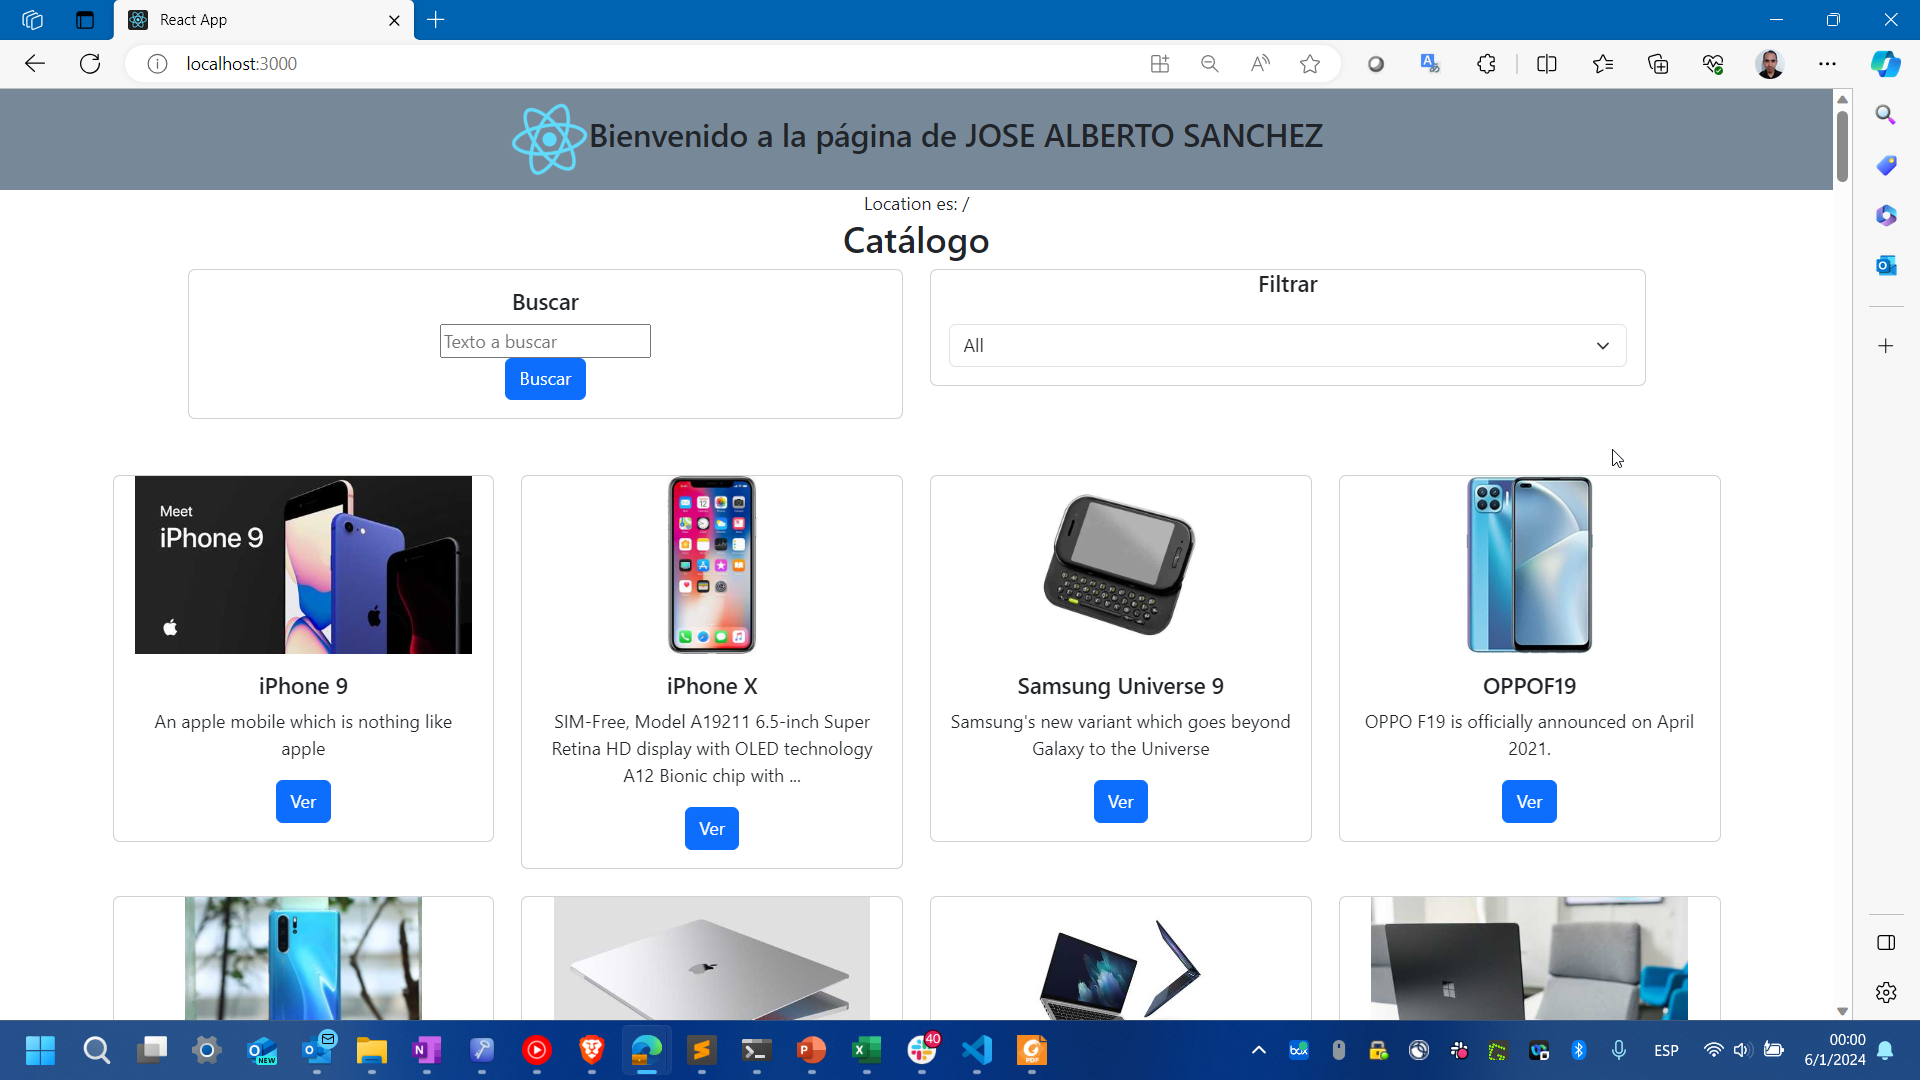 React App
localhost:3000
Bienvenido a la página de JOSE ALBERTO SANCHEZ
Location es: /
Catálogo
Buscar
Texto a buscar
Buscar
Filtrar
All
Meet
iPhone 9
iPhone 9
An apple mobile which is nothing like
apple
Ver
iPhone X
SIM-Free, Model A19211 6.5-inch Super
Retina HD display with OLED technology
A12 Bionic chip with ...
Ver
Samsung Universe 9
Samsung's new variant which goes beyond
Galaxy to the Universe
Ver
OPPOF19
OPPO F19 is officially announced on April
2021.
Ver
NEW
40
PDF
ESP
00:00
6/1/2024